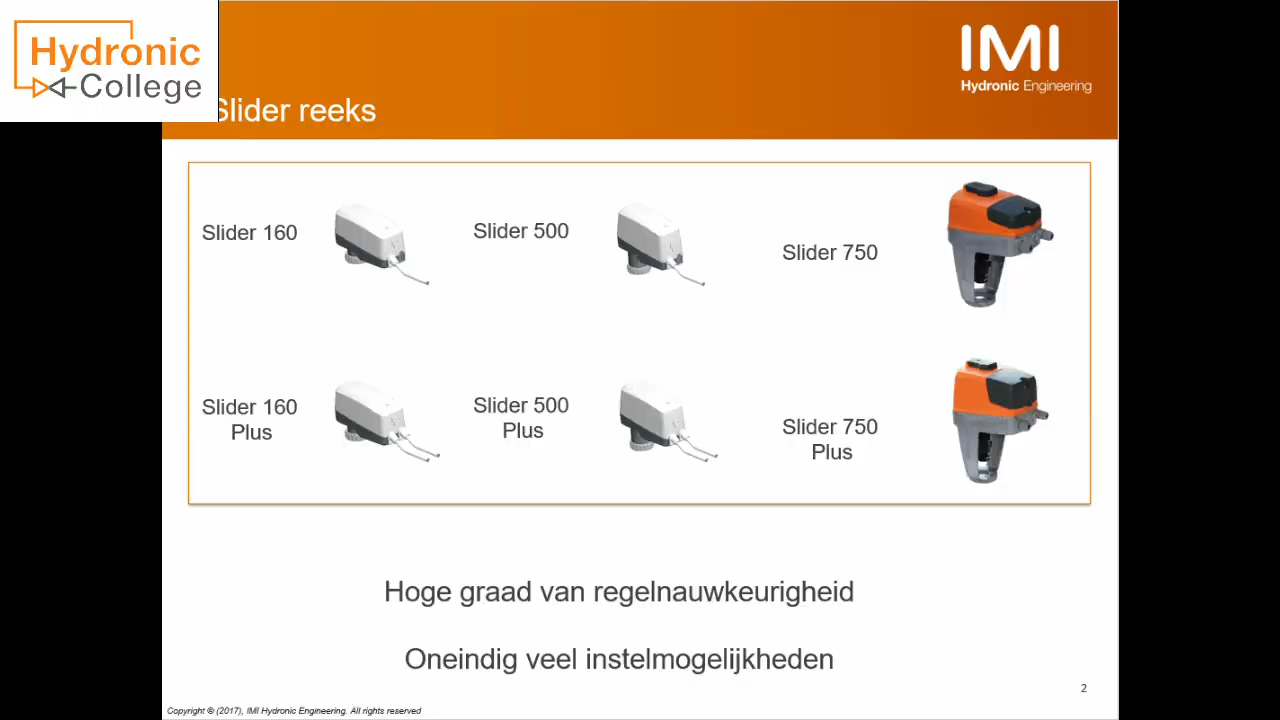 Hydronic
College
IMI
Hydronic Engineering
Slider reeks
Slider 160
Slider 500
Slider 750
Slider 160
Plus
Slider 500
Plus
Slider 750
Plus
Hoge graad van regelnauwkeurigheid
Oneindig veel instelmogelijkheden
2
Copyright © (2017), IMI Hydronic Engineering. All rights reserved